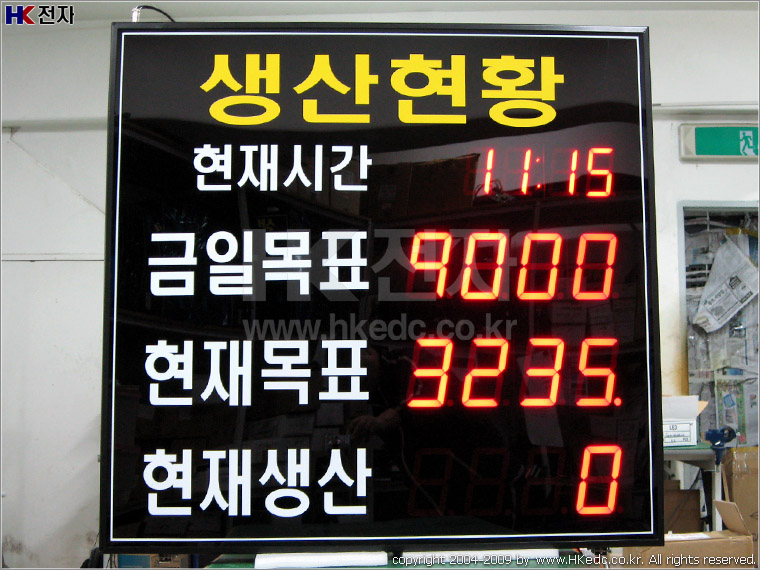 HK 전자
생산현황
현재시간 11:15
HK전자
금일목표 9000
www.hkedc.co.kr
현재목표 3235.
현재생산 0
LED
copyright 2004-2009 by www.HKedc.co.kr. All rights reserved.